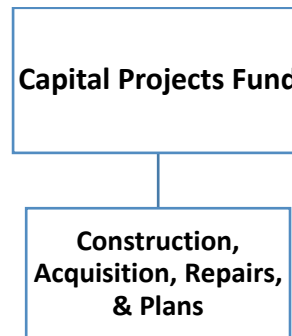 Capital Projects Fund
Construction,
Acquisition, Repairs,
& Plans